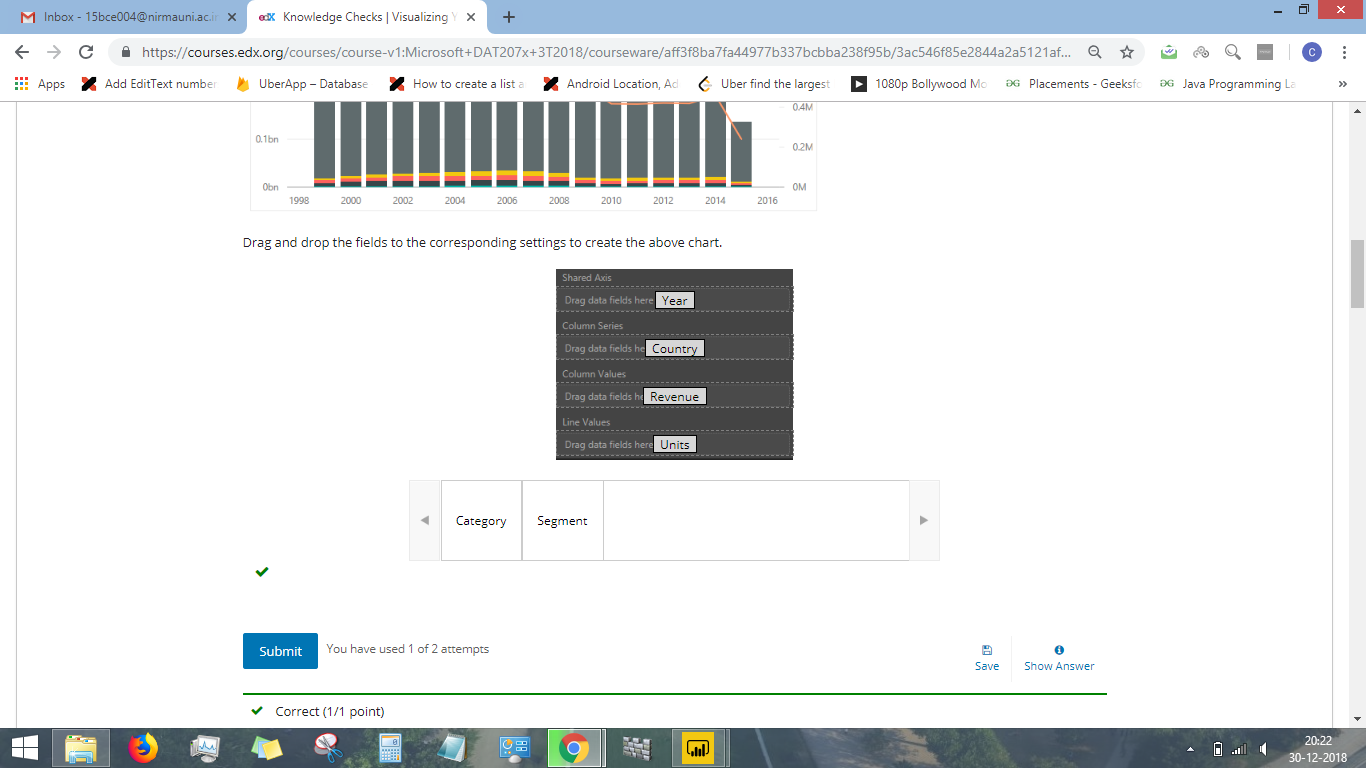 Inbox - 15bce004@nirmauni.ac.i
Knowledge Checks | Visualizing Y
https://courses.edx.org/courses/course-v1:Microsoft+DAT207x+3T2018/courseware/aff3f8ba7fa44977b337bcbba238f95b/3ac546f85e2844a2a5121af...
C
Apps
Add EditText number
UberApp – Database
How to create a list a
Android Location, Ad
Uber find the largest
1080p Bollywood Mo
Placements - Geeksfo
Java Programming La
»
0.4M
0.1bn
0.2M
0bn
0M
1998 2000 2002 2004 2006 2008 2010 2012 2014 2016
Drag and drop the fields to the corresponding settings to create the above chart.
Shared Axis
Drag data fields here Year
Column Series
Drag data fields he Country
Column Values
Drag data fields h Revenue
Line Values
Drag data fields here Units
Category Segment
Submit
You have used 1 of 2 attempts
Save
Show Answer
Correct (1/1 point)
20:22
30-12-2018